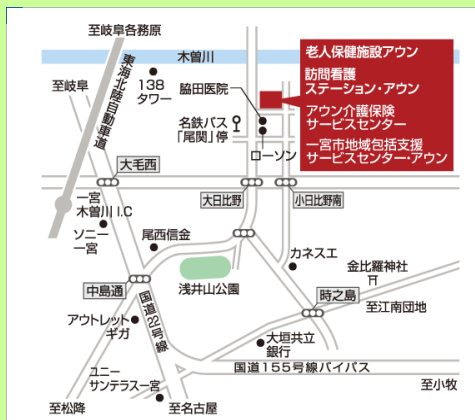 至岐阜各務原
木曽川
至岐阜
東海北陸自動車道
138
タワー
脇田医院
名鉄バス
「尾関」停
ローソン
老人保健施設アウン
訪問看護
ステーション・アウン
アウン介護保険
サービスセンター
一宮市地域包括支援
サービスセンター・アウン
大毛西
大日比野
小日比野南
一宮
木曽川I.C
ソニー
一宮
尾西信金
カネスエ
金比羅神社
中島通
浅井山公園
時之島
至江南団地
アウトレット
ギガ
国道22号線
大垣共立
銀行
ユニー
サンテラス一宮
国道155号線バイパス
至小牧
至松降
至名古屋